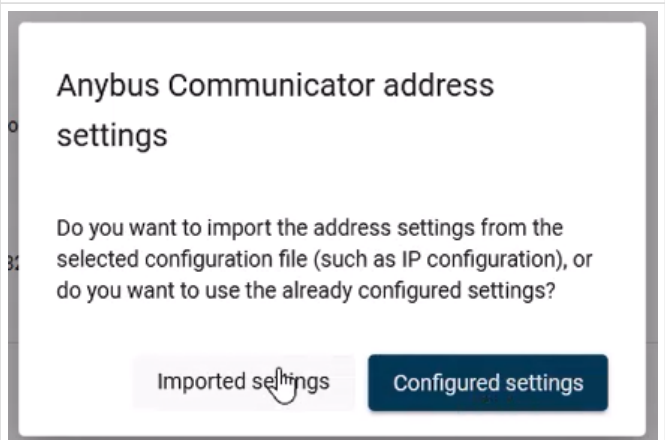 Anybus Communicator address
settings
Do you want to import the address settings from the
selected configuration file (such as IP configuration), or
do you want to use the already configured settings?
Imported settings
Configured settings